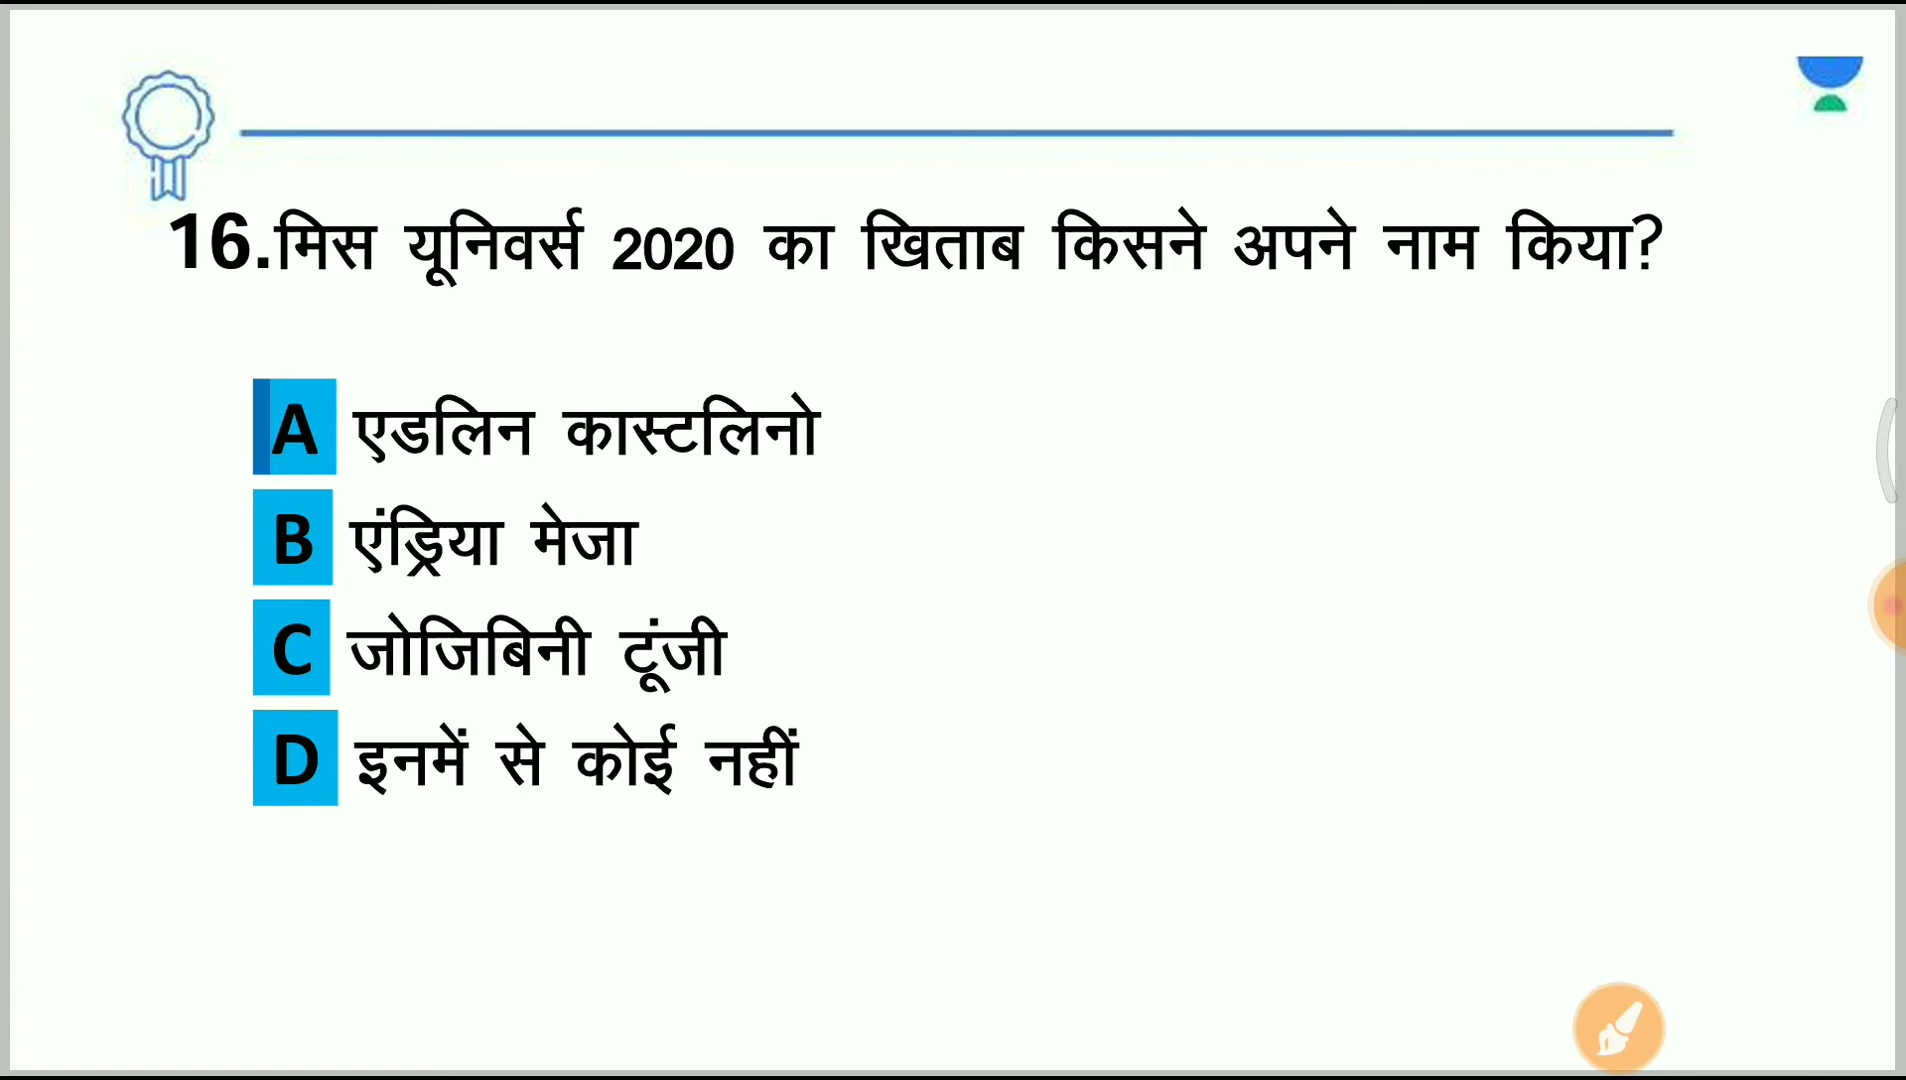 16.मिस यूनिवर्स 2020 का खिताब किसने अपने नाम किया?
A एडलिन कास्टलिनो
B एंड्रिया मेजा
C जोजिबिनी टूंजी
D इनमें से कोई नहीं